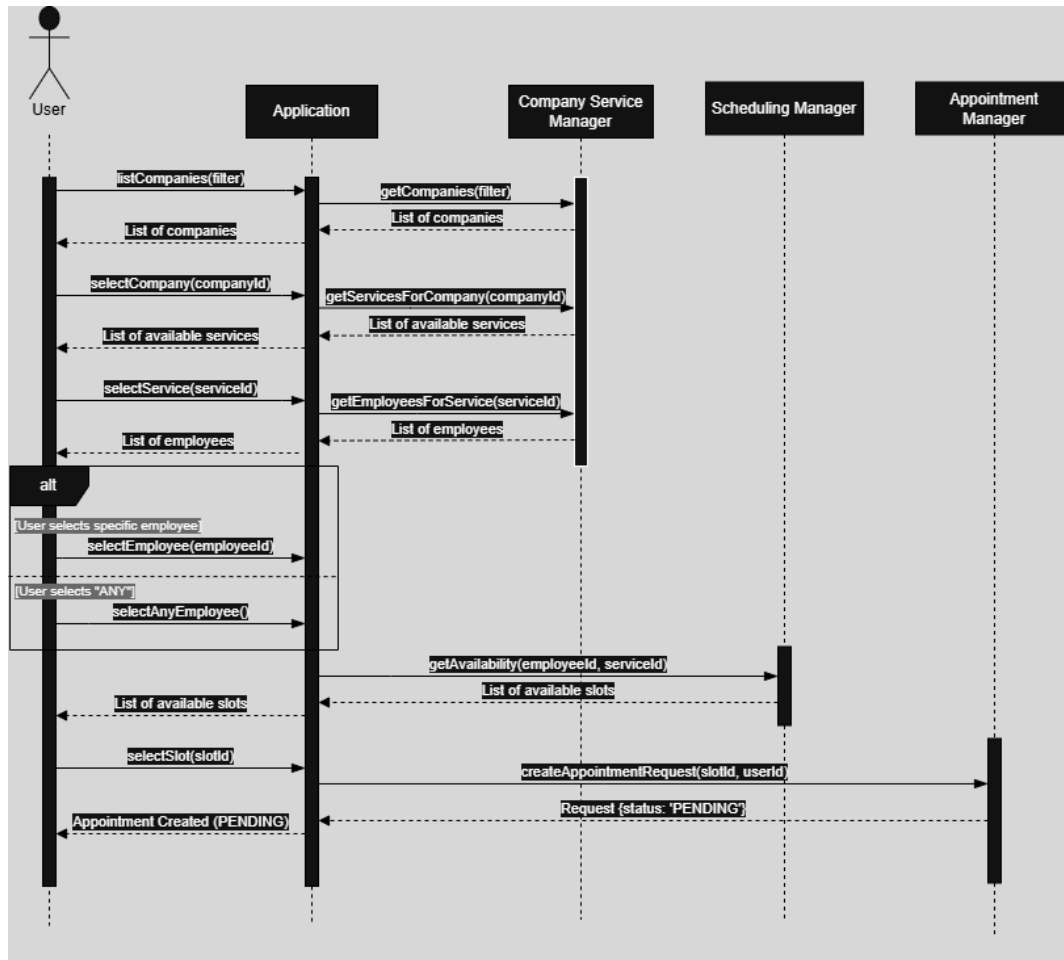 User
Application
Company Service
Manager
Scheduling Manager
Appointment
Manager
listCompanies(filter)
getCompanies(filter)
List of companies
List of companies
selectCompany(companyId)
getServicesForCompany(companyId)
List of available services
List of available services
selectService(serviceId)
getEmployeesForService(serviceId)
List of employees
List of employees
alt
[User selects specific employee]
selectEmployee(employeeId)
[User selects "ANY"]
selectAnyEmployee()
getAvailability(employeeId, serviceId)
List of available slots
List of available slots
selectSlot(slotId)
createAppointmentRequest(slotId, userId)
Request {status: 'PENDING'}
Appointment Created (PENDING)